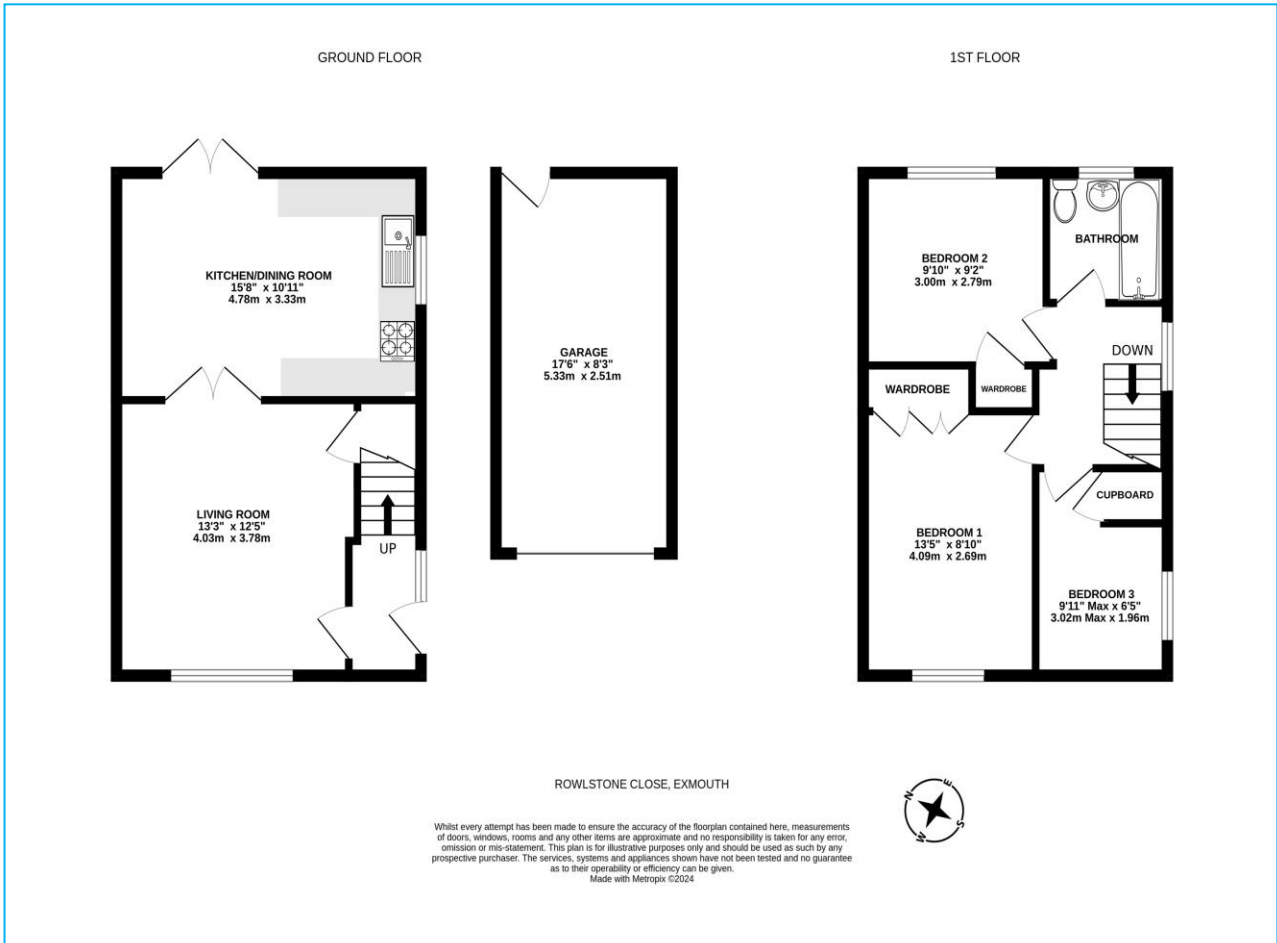 GROUND FLOOR
1ST FLOOR
KITCHEN/DINING ROOM
15'8" x 10'11"
4.78m x 3.33m
LIVING ROOM
13'3" x 12'5"
4.03m x 3.78m
UP
GARAGE
17'6" x 8'3"
5.33m x 2.51m
BEDROOM 2
9'10" x 9'2"
3.00m x 2.79m
BATHROOM
DOWN
WARDROBE
WARDROBE
CUPBOARD
BEDROOM 1
13'5" x 8'10"
4.09m x 2.69m
BEDROOM 3
9'11" Max x 6'5"
3.02m Max x 1.96m
ROWLSTONE CLOSE, EXMOUTH
N
E
S
W
Whilst every attempt has been made to ensure the accuracy of the floorplan contained here, measurements
of doors, windows, rooms and any other items are approximate and no responsibility is taken for any error,
omission or mis-statement. This plan is for illustrative purposes only and should be used as such by any
prospective purchaser. The services, systems and appliances shown have not been tested and no guarantee
as to their operability or efficiency can be given.
Made with Metropix ©2024